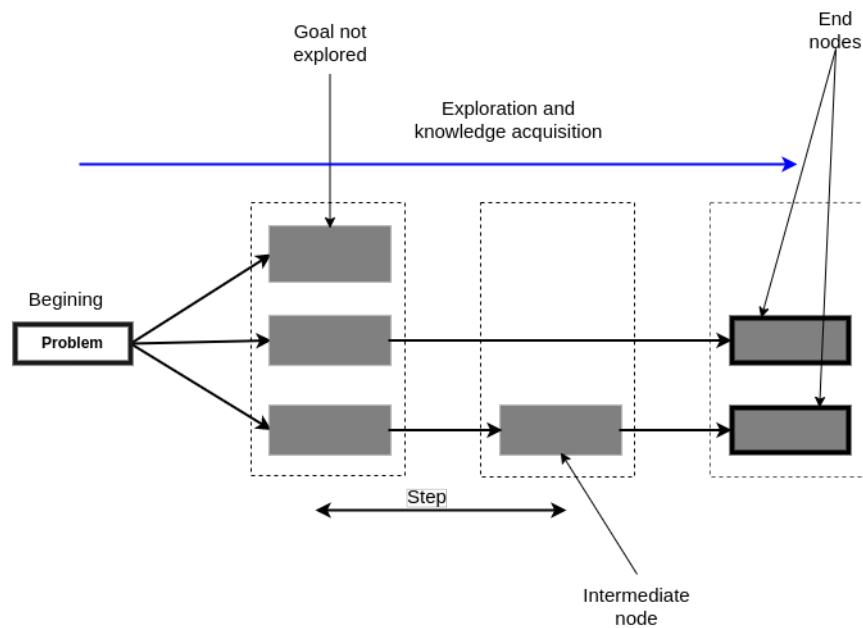 End
nodes
Goal not
explored
Exploration and
knowledge acquisition
Begining
Problem
Step
Intermediate
node